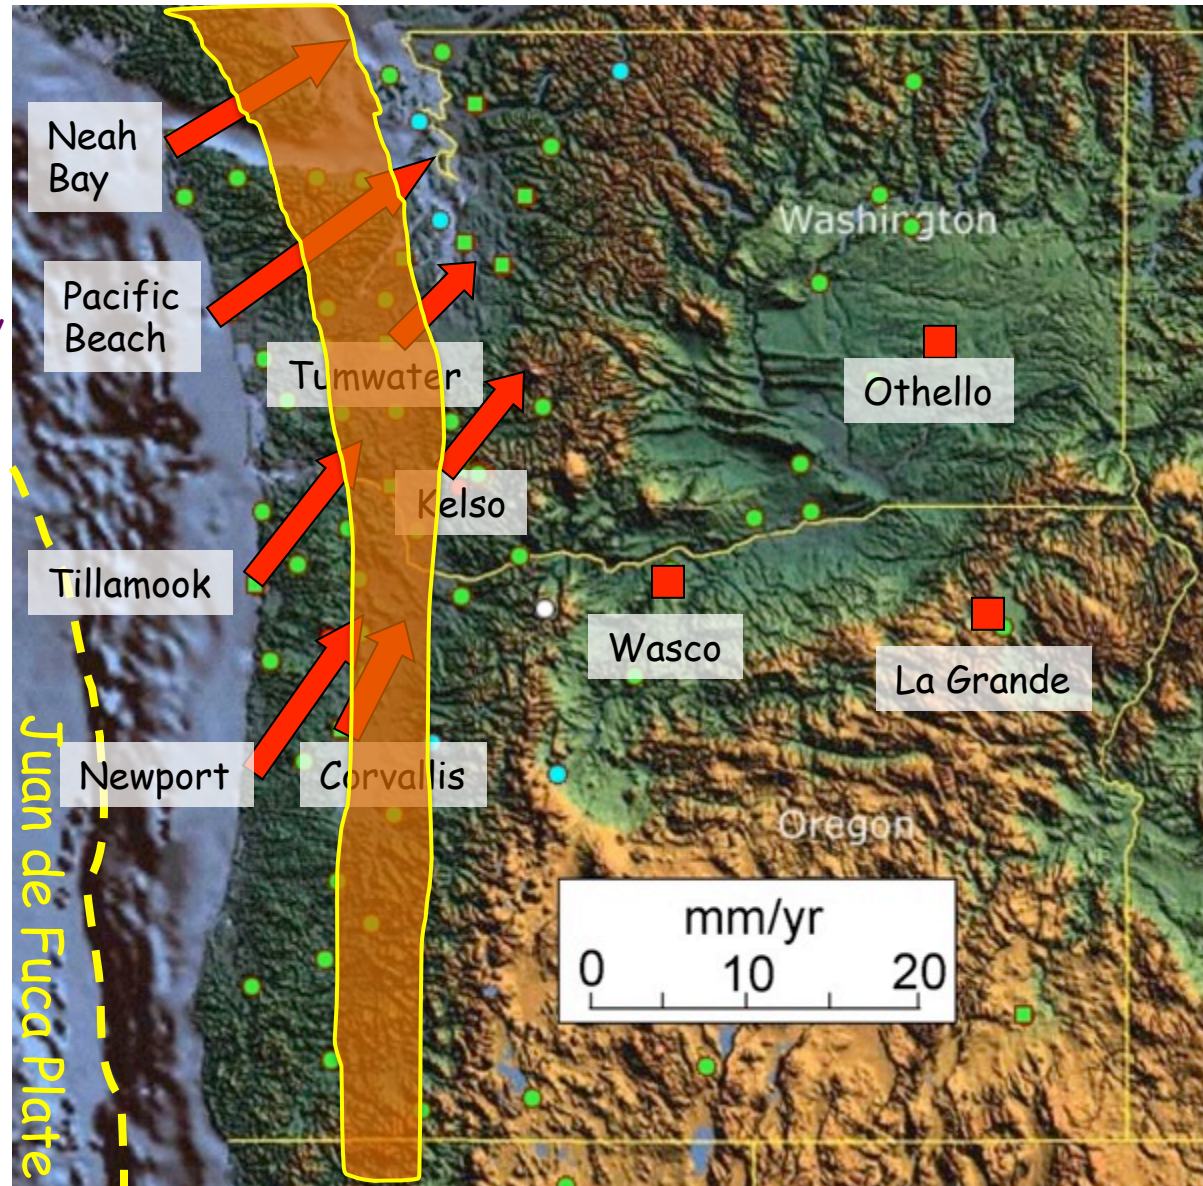 Neah
Bay
Washington
Pacific
Beach
Tumwater
Othello
Kelso
Tillamook
Wasco
La Grande
Newport
Corvallis
Oregon
Juan de Fuca Plate
mm/yr
0 10 20